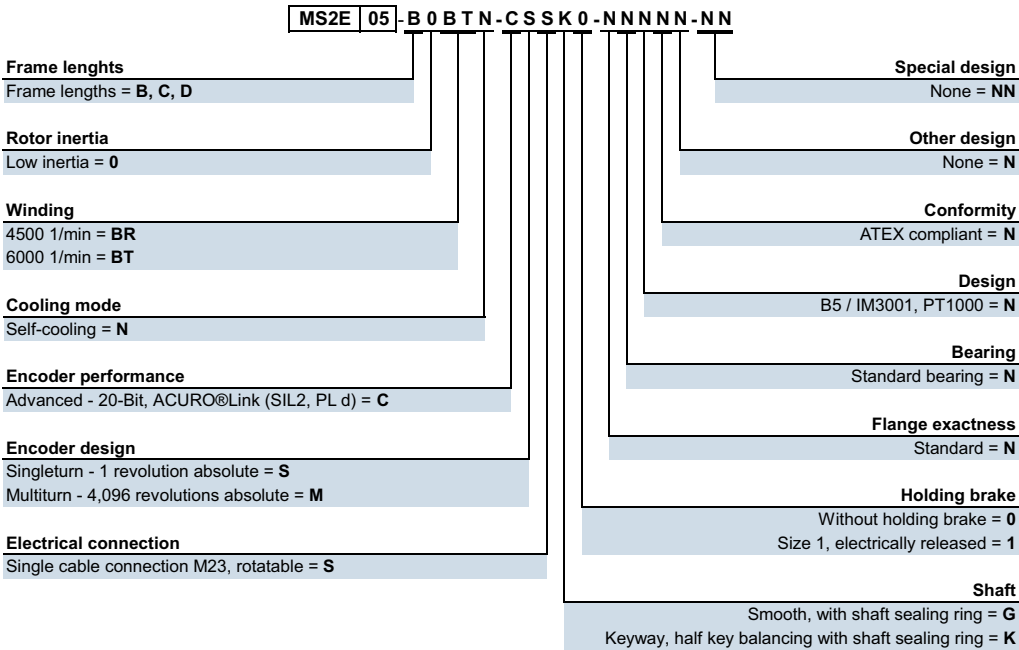 MS2E 05 -B0BTN-CSSK0-NNNNN-NN
Frame lenghts
Frame lengths = B, C, D
Rotor inertia
Low inertia = 0
Winding
4500 1/min = BR
6000 1/min = BT
Cooling mode
Self-cooling = N
Encoder performance
Advanced - 20-Bit, ACURO®Link (SIL2, PL d) = C
Encoder design
Singleturn - 1 revolution absolute = S
Multiturn - 4,096 revolutions absolute = M
Electrical connection
Single cable connection M23, rotatable = S
Special design
None = NN
Other design
None = N
Conformity
ATEX compliant = N
Design
B5 / IM3001, PT1000 = N
Bearing
Standard bearing = N
Flange exactness
Standard = N
Holding brake
Without holding brake = 0
Size 1, electrically released = 1
Shaft
Smooth, with shaft sealing ring = G
Keyway, half key balancing with shaft sealing ring = K